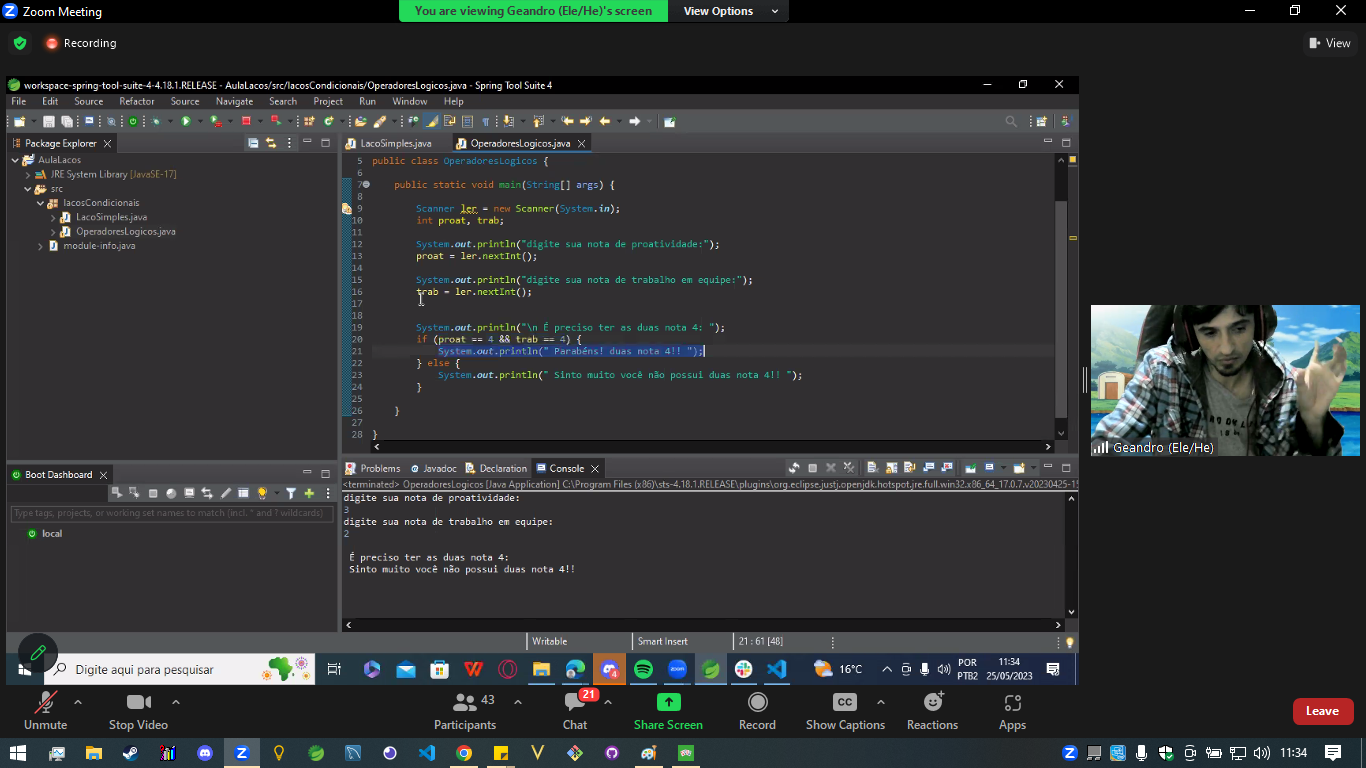 Zoom Meeting
You are viewing Geandro (Ele/He)'s screen
View Options
Recording
View
workspace-spring-tool-suite-4-4.18.1.RELEASE - AulaLacos/src/lacosCondicionais/OperadoresLogicos.java - Spring Tool Suite 4
File Edit Source Refactor Source Navigate Search Project Run Window Help
Package Explorer
AulaLacos
JRE System Library [JavaSE-17]
src
lacosCondicionais
LacoSimples.java
OperadoresLogicos.java
module-info.java
LacoSimples.java
OperadoresLogicos.java
5 public class OperadoresLogicos {
6
7 public static void main(String[] args) {
8
9 Scanner ler = new Scanner(System.in);
10 int proat, trab;
11
12 System.out.println("digite sua nota de proatividade:");
13 proat = ler.nextInt();
14
15 System.out.println("digite sua nota de trabalho em equipe:");
16 trab = ler.nextInt();
17
18
19 System.out.println("\n É preciso ter as duas nota 4: ");
20 if (proat == 4 && trab == 4) {
21 System.out.println(" Parabéns! duas nota 4!! ");
22 } else {
23 System.out.println(" Sinto muito você não possui duas nota 4!! ");
24 }
25
26 }
27
28 }
Geandro (Ele/He)
Boot Dashboard
Type tags, projects, or working set names to match (incl. * and ? wildcards)
local
Problems Javadoc Declaration Console
<terminated> OperadoresLogicos [Java Application] C:\Program Files (x86)\sts-4.18.1.RELEASE\plugins\org.eclipse.justj.openjdk.hotspot.jre.full.win32.x86_64_17.0.7.v20230425-15
digite sua nota de proatividade:
3
digite sua nota de trabalho em equipe:
2
É preciso ter as duas nota 4:
Sinto muito você não possui duas nota 4!!
Writable Smart Insert 21 : 61 [48]
Digite aqui para pesquisar
4
16°C
POR
PTB2
11:34
25/05/2023
Unmute
Stop Video
43
Participants
21
Chat
Share Screen
Record
CC
Show Captions
Reactions
Apps
Leave
11:34